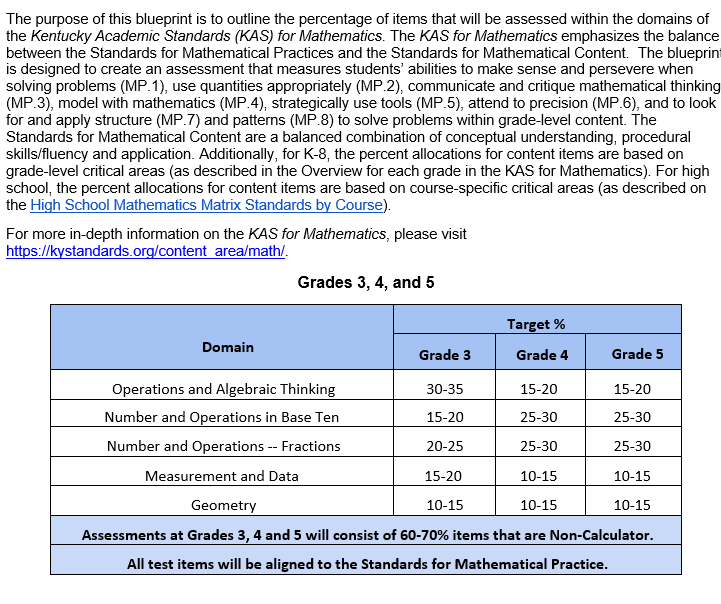 The purpose of this blueprint is to outline the percentage of items that will be assessed within the domains of
the Kentucky Academic Standards (KAS) for Mathematics. The KAS for Mathematics emphasizes the balance
between the Standards for Mathematical Practices and the Standards for Mathematical Content.  The blueprint
is designed to create an assessment that measures students’ abilities to make sense and persevere when
solving problems (MP.1), use quantities appropriately (MP.2), communicate and critique mathematical thinking
(MP.3), model with mathematics (MP.4), strategically use tools (MP.5), attend to precision (MP.6), and to look
for and apply structure (MP.7) and patterns (MP.8) to solve problems within grade-level content. The
Standards for Mathematical Content are a balanced combination of conceptual understanding, procedural
skills/fluency and application. Additionally, for K-8, the percent allocations for content items are based on
grade-level critical areas (as described in the Overview for each grade in the KAS for Mathematics). For high
school, the percent allocations for content items are based on course-specific critical areas (as described on
the High School Mathematics Matrix Standards by Course).
For more in-depth information on the KAS for Mathematics, please visit
https://kystandards.org/content_area/math/.
Grades 3, 4, and 5
Domain Target %
Grade 3 Grade 4 Grade 5
Operations and Algebraic Thinking 30-35 15-20 15-20
Number and Operations in Base Ten 15-20 25-30 25-30
Number and Operations -- Fractions 20-25 25-30 25-30
Measurement and Data 15-20 10-15 10-15
Geometry 10-15 10-15 10-15
Assessments at Grades 3, 4 and 5 will consist of 60-70% items that are Non-Calculator.
All test items will be aligned to the Standards for Mathematical Practice.